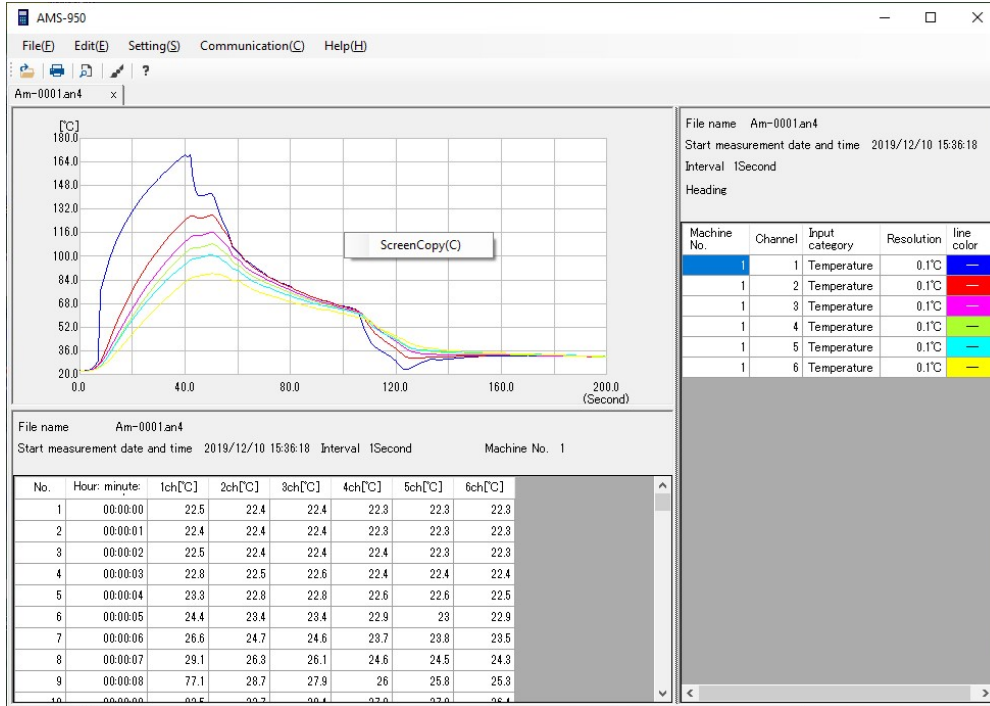 AMS-950
File(F) Edit(E) Setting(S) Communication(C) Help(H)
?
Am-0001.an4 x
[℃]
180.0
164.0
148.0
132.0
116.0
100.0
84.0
68.0
52.0
36.0
20.0
0.0 40.0 80.0 120.0 160.0 200.0
(Second)
ScreenCopy(C)
File name Am-0001.an4
Start measurement date and time 2019/12/10 15:36:18
Interval 1Second
Heading
Machine No. Channel Input category Resolution line color
1 1 Temperature 0.1℃ —
1 2 Temperature 0.1℃ —
1 3 Temperature 0.1℃ —
1 4 Temperature 0.1℃ —
1 5 Temperature 0.1℃ —
1 6 Temperature 0.1℃ —
File name Am-0001.an4
Start measurement date and time 2019/12/10 15:36:18 Interval 1Second Machine No. 1
No. Hour: minute: 1ch[℃] 2ch[℃] 3ch[℃] 4ch[℃] 5ch[℃] 6ch[℃]
1 00:00:00 22.5 22.4 22.4 22.3 22.3 22.3
2 00:00:01 22.4 22.4 22.4 22.3 22.3 22.3
3 00:00:02 22.5 22.4 22.4 22.4 22.3 22.3
4 00:00:03 22.8 22.5 22.6 22.4 22.4 22.4
5 00:00:04 23.3 22.8 22.8 22.6 22.6 22.5
6 00:00:05 24.4 23.4 23.4 22.9 23 22.9
7 00:00:06 26.6 24.7 24.6 23.7 23.8 23.5
8 00:00:07 29.1 26.3 26.1 24.6 24.5 24.3
9 00:00:08 77.1 28.7 27.9 26 25.8 25.3